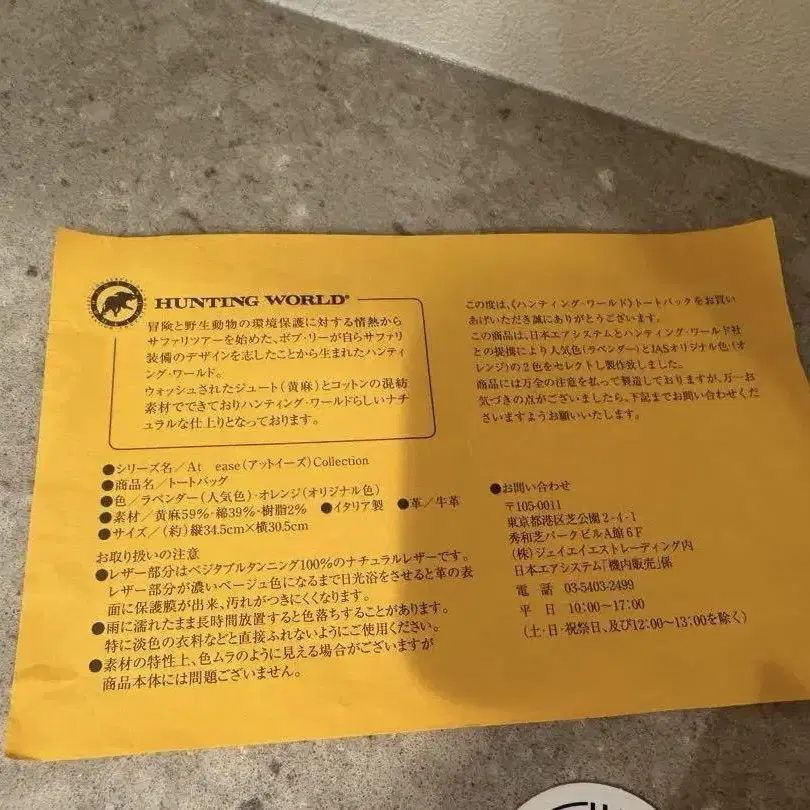 HUNTING WORLD®
冒険と野生動物の環境保護に対する情熱から
サファリツアーを始めた、ボブ・リーが自らサファリ
装備のデザインを志したことから生まれたハンティ
ング・ワールド。
ウォッシュされたジュート(黄麻)とコットンの混紡
素材でできておりハンティング・ワールドらしいナチ
ュラルな仕上りとなっております。
●シリーズ名/At ease(アットイーズ)Collection
●商品名/トートバッグ
●色/ラベンダー(人気色)・オレンジ(オリジナル色)
●素材/黄麻59%・綿39%・樹脂2% ●イタリア製 ●革/牛革
●サイズ/(約)縦34.5cm×横30.5cm
お取り扱いの注意
●レザー部分はベジタブルタンニング100%のナチュラルレザーです。
レザー部分が濃いベージュ色になるまで日光浴をさせると革の表
面に保護膜が出来、汚れがつきにくくなります。
●雨に濡れたまま長時間放置すると色落ちすることがあります。
特に淡色の衣料などと直接ふれないようにご使用ください。
●素材の特性上、色ムラのように見える場合がございますが
商品本体には問題ございません。
この度は、《ハンティング・ワールド》トートバックをお買い
あげいただき誠にありがとうございます。
この商品は、日本エアシステムとハンティング・ワールド社
との提携により人気色(ラベンダー)とJASオリジナル色・(オ
レンジ)の2色をセレクトし製作致しました。
商品には万全の注意を払って製造しておりますが、万一お
気づきの点がございましたら、下記までお問い合わせくだ
さいますようお願いいたします。
●お問い合わせ
〒105-0011
東京都港区芝公園2-4-1
秀和芝パークビルA館6F
(株)ジェイエイエストレーディング内
日本エアシステム「機内販売」係
電 話 03-5403-2499
平 日 10:00〜17:00
(土・日・祝祭日、及び12:00〜13:00を除く)